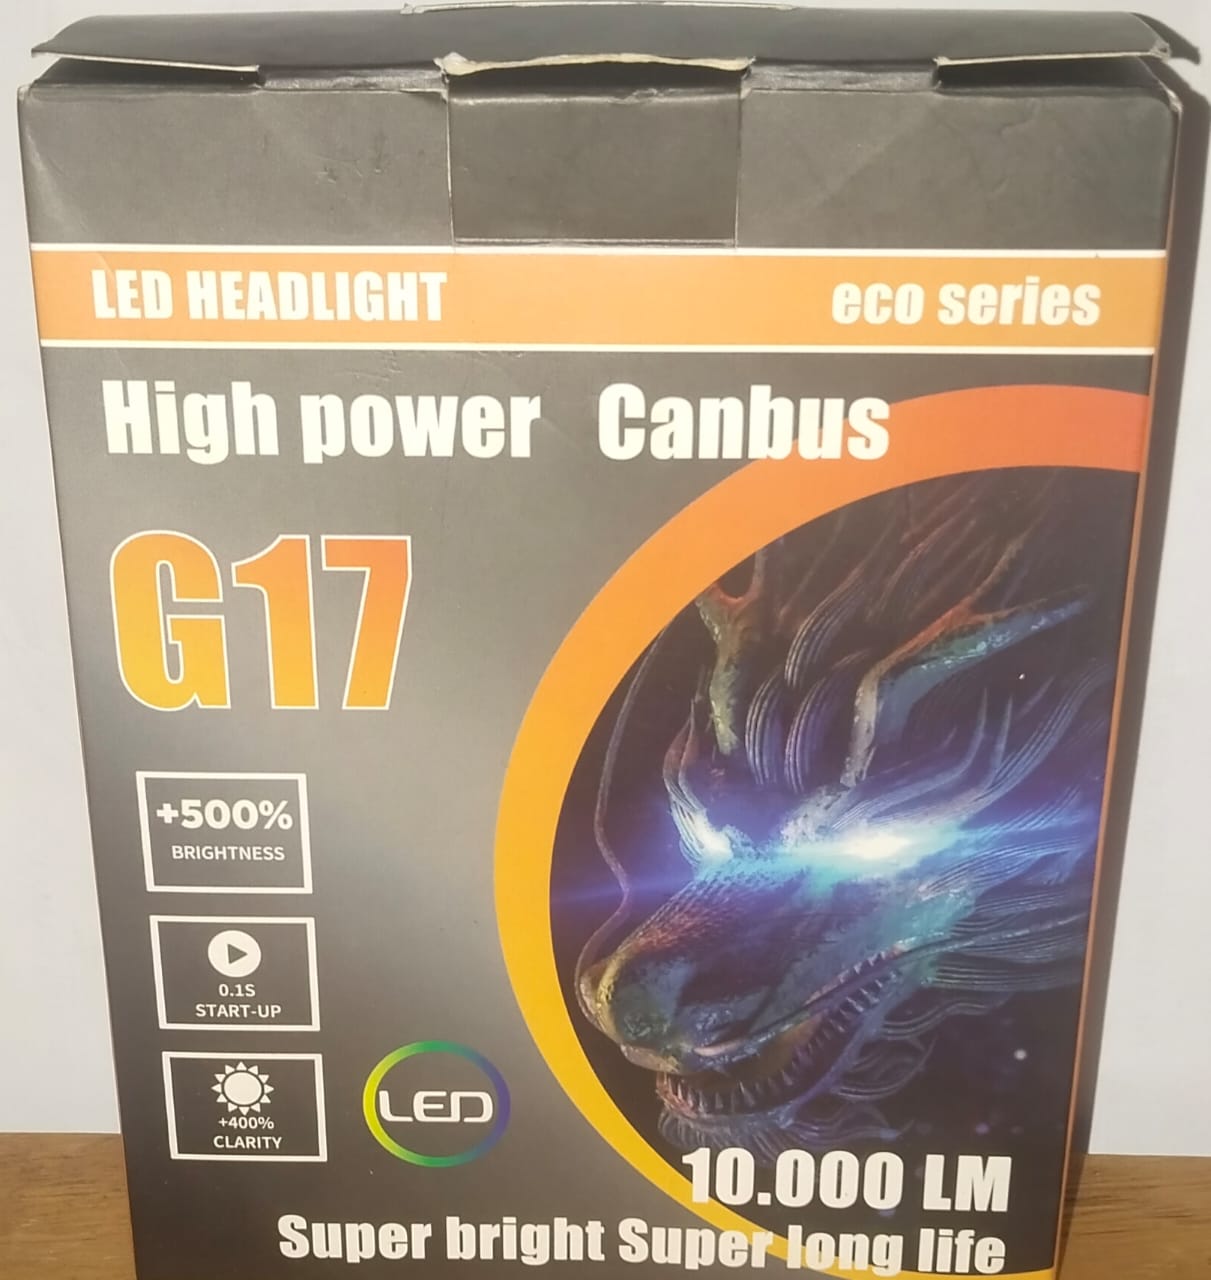 LED HEADLIGHT eco series
High power Canbus
G17
+500%
BRIGHTNESS
0.1S
START-UP
+400%
CLARITY
LED
10.000 LM
Super bright Super long life